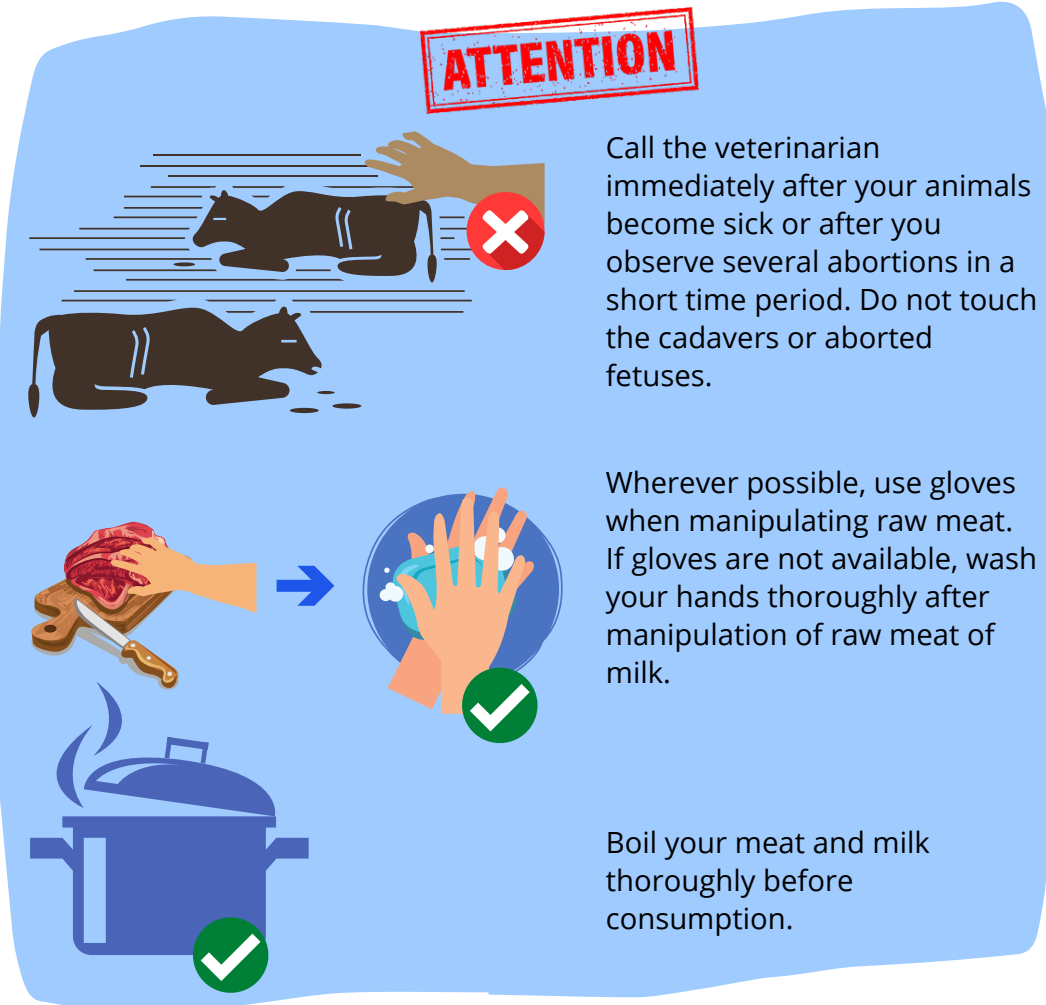 ATTENTION
Call the veterinarian
immediately after your animals
become sick or after you
observe several abortions in a
short time period. Do not touch
the cadavers or aborted
fetuses.
Wherever possible, use gloves
when manipulating raw meat.
If gloves are not available, wash
your hands thoroughly after
manipulation of raw meat of
milk.
Boil your meat and milk
thoroughly before
consumption.